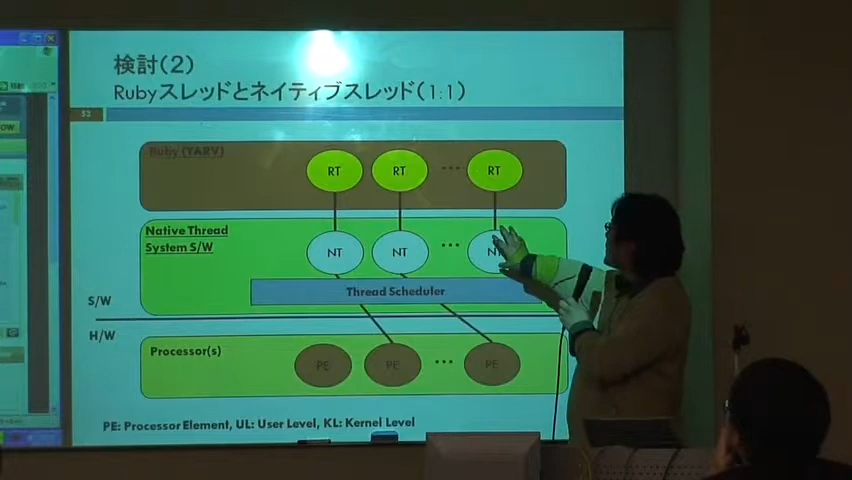 検討(2)
Rubyスレッドとネイティブスレッド(1:1)
53
Ruby (YARV)
RT RT ... RT
Native Thread
System S/W
NT NT ... NT
Thread Scheduler
S/W
H/W
Processor(s)
PE PE ... PE
PE: Processor Element, UL: User Level, KL: Kernel Level